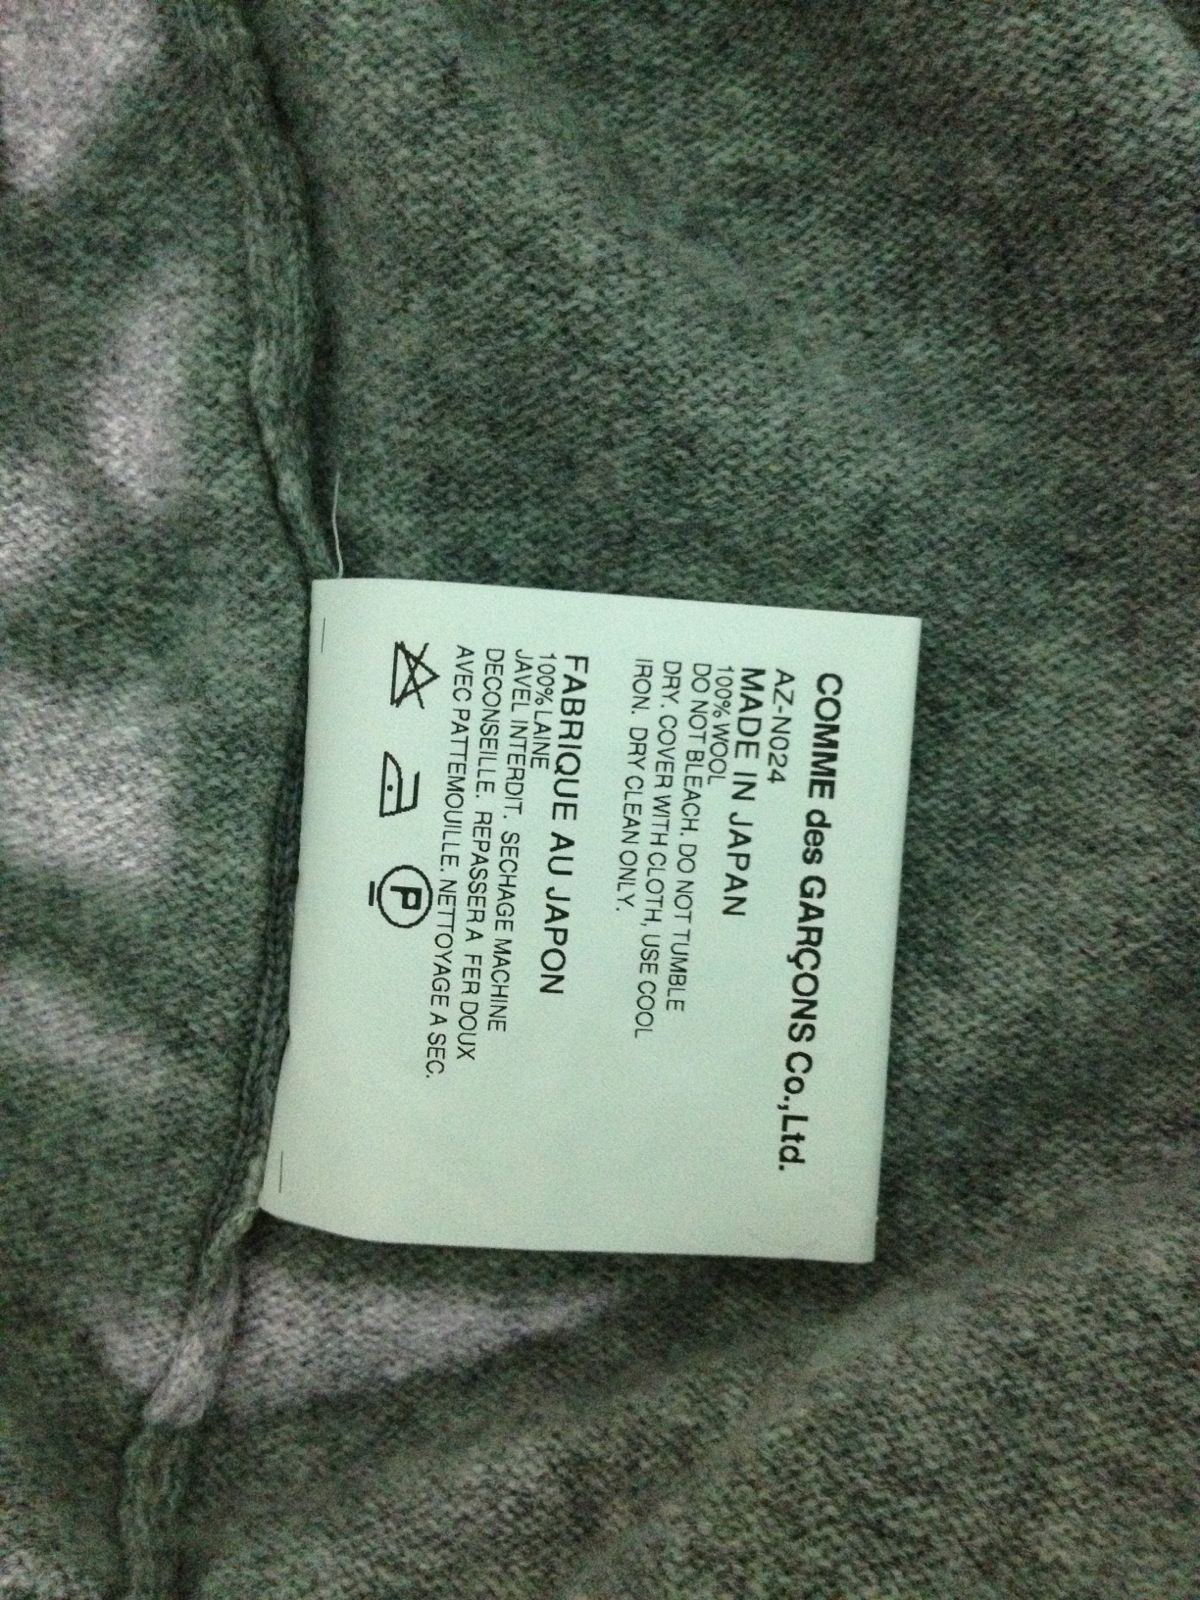 COMME des GARÇONS Co.,Ltd.
AZ-N024
MADE IN JAPAN
100% WOOL
DO NOT BLEACH. DO NOT TUMBLE
DRY. COVER WITH CLOTH, USE COOL
IRON. DRY CLEAN ONLY.
FABRIQUE AU JAPON
100% LAINE
JAVEL INTERDIT. SECHAGE MACHINE
DECONSEILLE. REPASSER A FER DOUX
AVEC PATTEMOUILLE. NETTOYAGE A SEC.
P